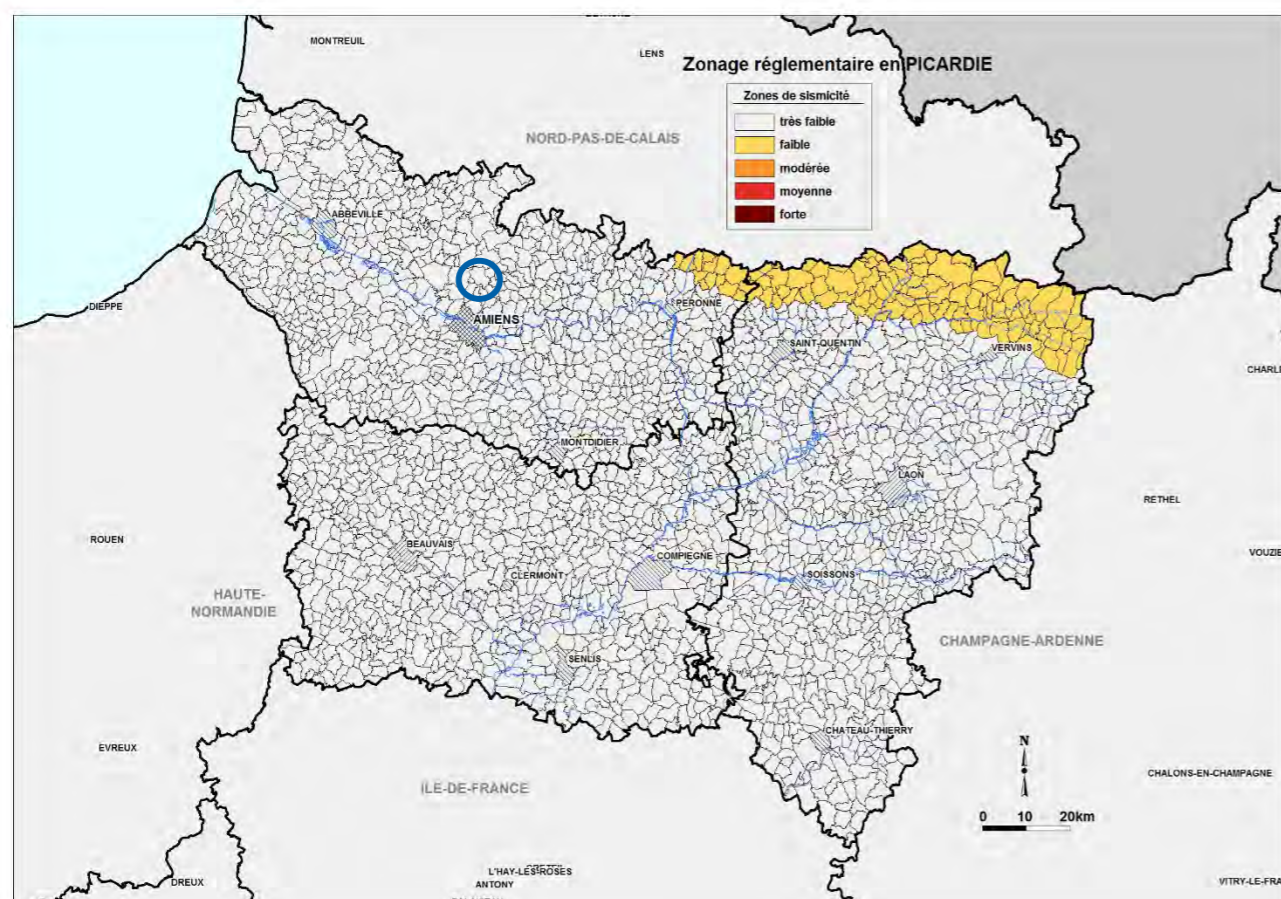 MONTREUIL
LENS
Zonage réglementaire en PICARDIE
Zones de sismicité
très faible
faible
modérée
moyenne
forte
NORD-PAS-DE-CALAIS
ABBEVILLE
DIEPPE
PERONNE
AMIENS
SAINT-QUENTIN
VERVINS
CHARLE
MONTDIDIER
LAON
RETHEL
ROUEN
BEAUVAIS
COMPIEGNE
VOUZIE
CLERMONT
SOISSONS
HAUTE-
NORMANDIE
CHAMPAGNE-ARDENNE
SENLIS
CHATEAU-THIERRY
EVREUX
N
CHALONS-EN-CHAMPAGNE
ÎLE-DE-FRANCE
0 10 20km
L'HAY-LES-ROSES
DREUX
ANTONY
VITRY-LE-FRA